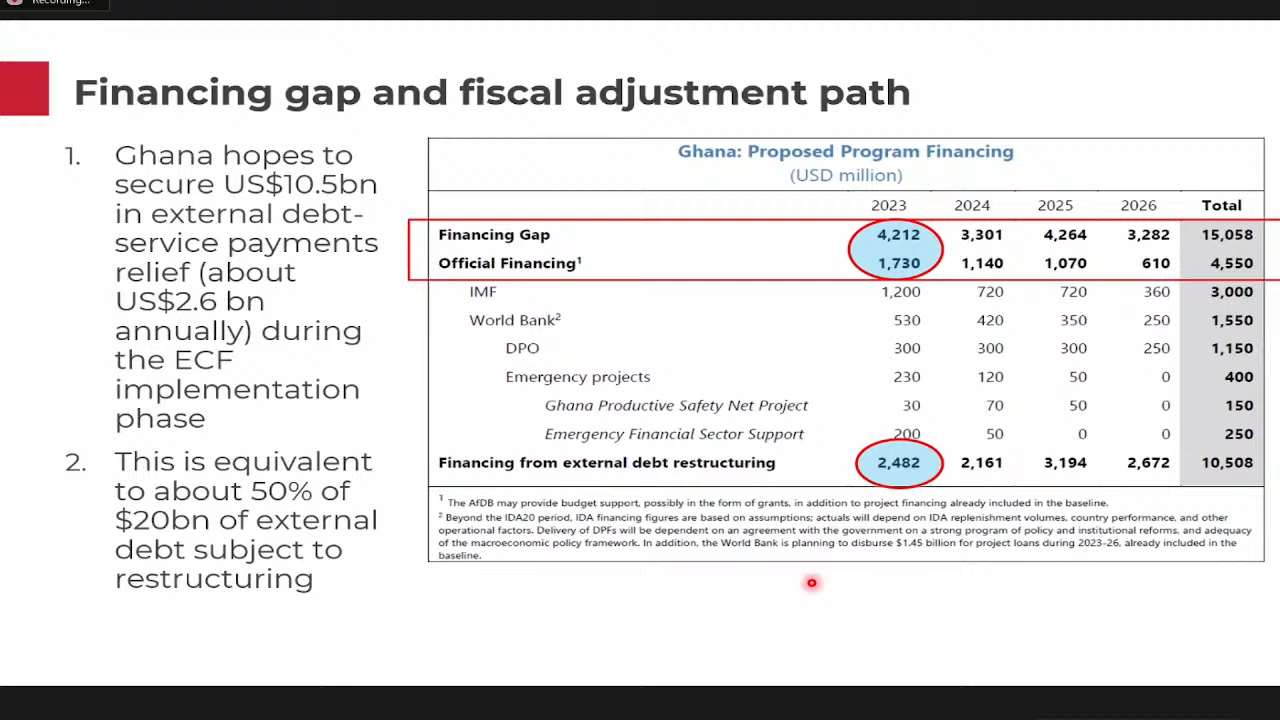 Recording...
Financing gap and fiscal adjustment path
1. Ghana hopes to
secure US$10.5bn
in external debt-
service payments
relief (about
US$2.6 bn
annually) during
the ECF
implementation
phase
2. This is equivalent
to about 50% of
$20bn of external
debt subject to
restructuring
Ghana: Proposed Program Financing
(USD million)
2023 2024 2025 2026 Total
Financing Gap 4,212 3,301 4,264 3,282 15,058
Official Financing¹ 1,730 1,140 1,070 610 4,550
IMF 1,200 720 720 360 3,000
World Bank² 530 420 350 250 1,550
DPO 300 300 300 250 1,150
Emergency projects 230 120 50 0 400
Ghana Productive Safety Net Project 30 70 50 0 150
Emergency Financial Sector Support 200 50 0 0 250
Financing from external debt restructuring 2,482 2,161 3,194 2,672 10,508
¹ The AfDB may provide budget support, possibly in the form of grants, in addition to project financing already included in the baseline.
² Beyond the IDA20 period, IDA financing figures are based on assumptions; actuals will depend on IDA replenishment volumes, country performance, and other
operational factors. Delivery of DPFs will be dependent on an agreement with the government on a strong program of policy and institutional reforms, and adequacy
of the macroeconomic policy framework. In addition, the World Bank is planning to disburse $1.45 billion for project loans during 2023-26, already included in the
baseline.